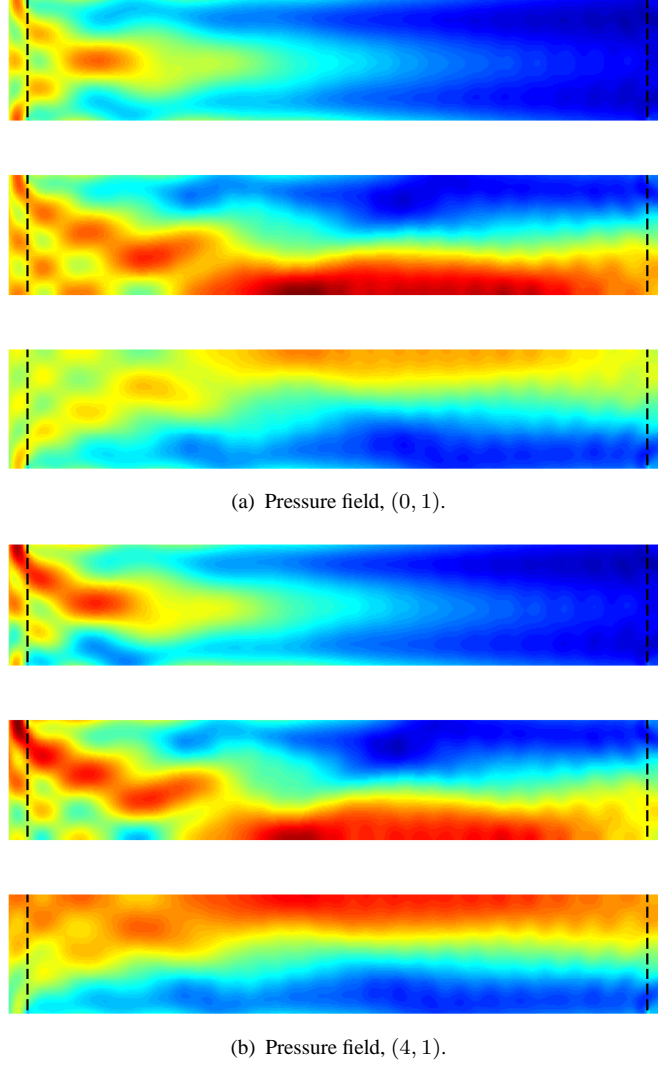 (a) Pressure field, (0, 1).
(b) Pressure field, (4, 1).